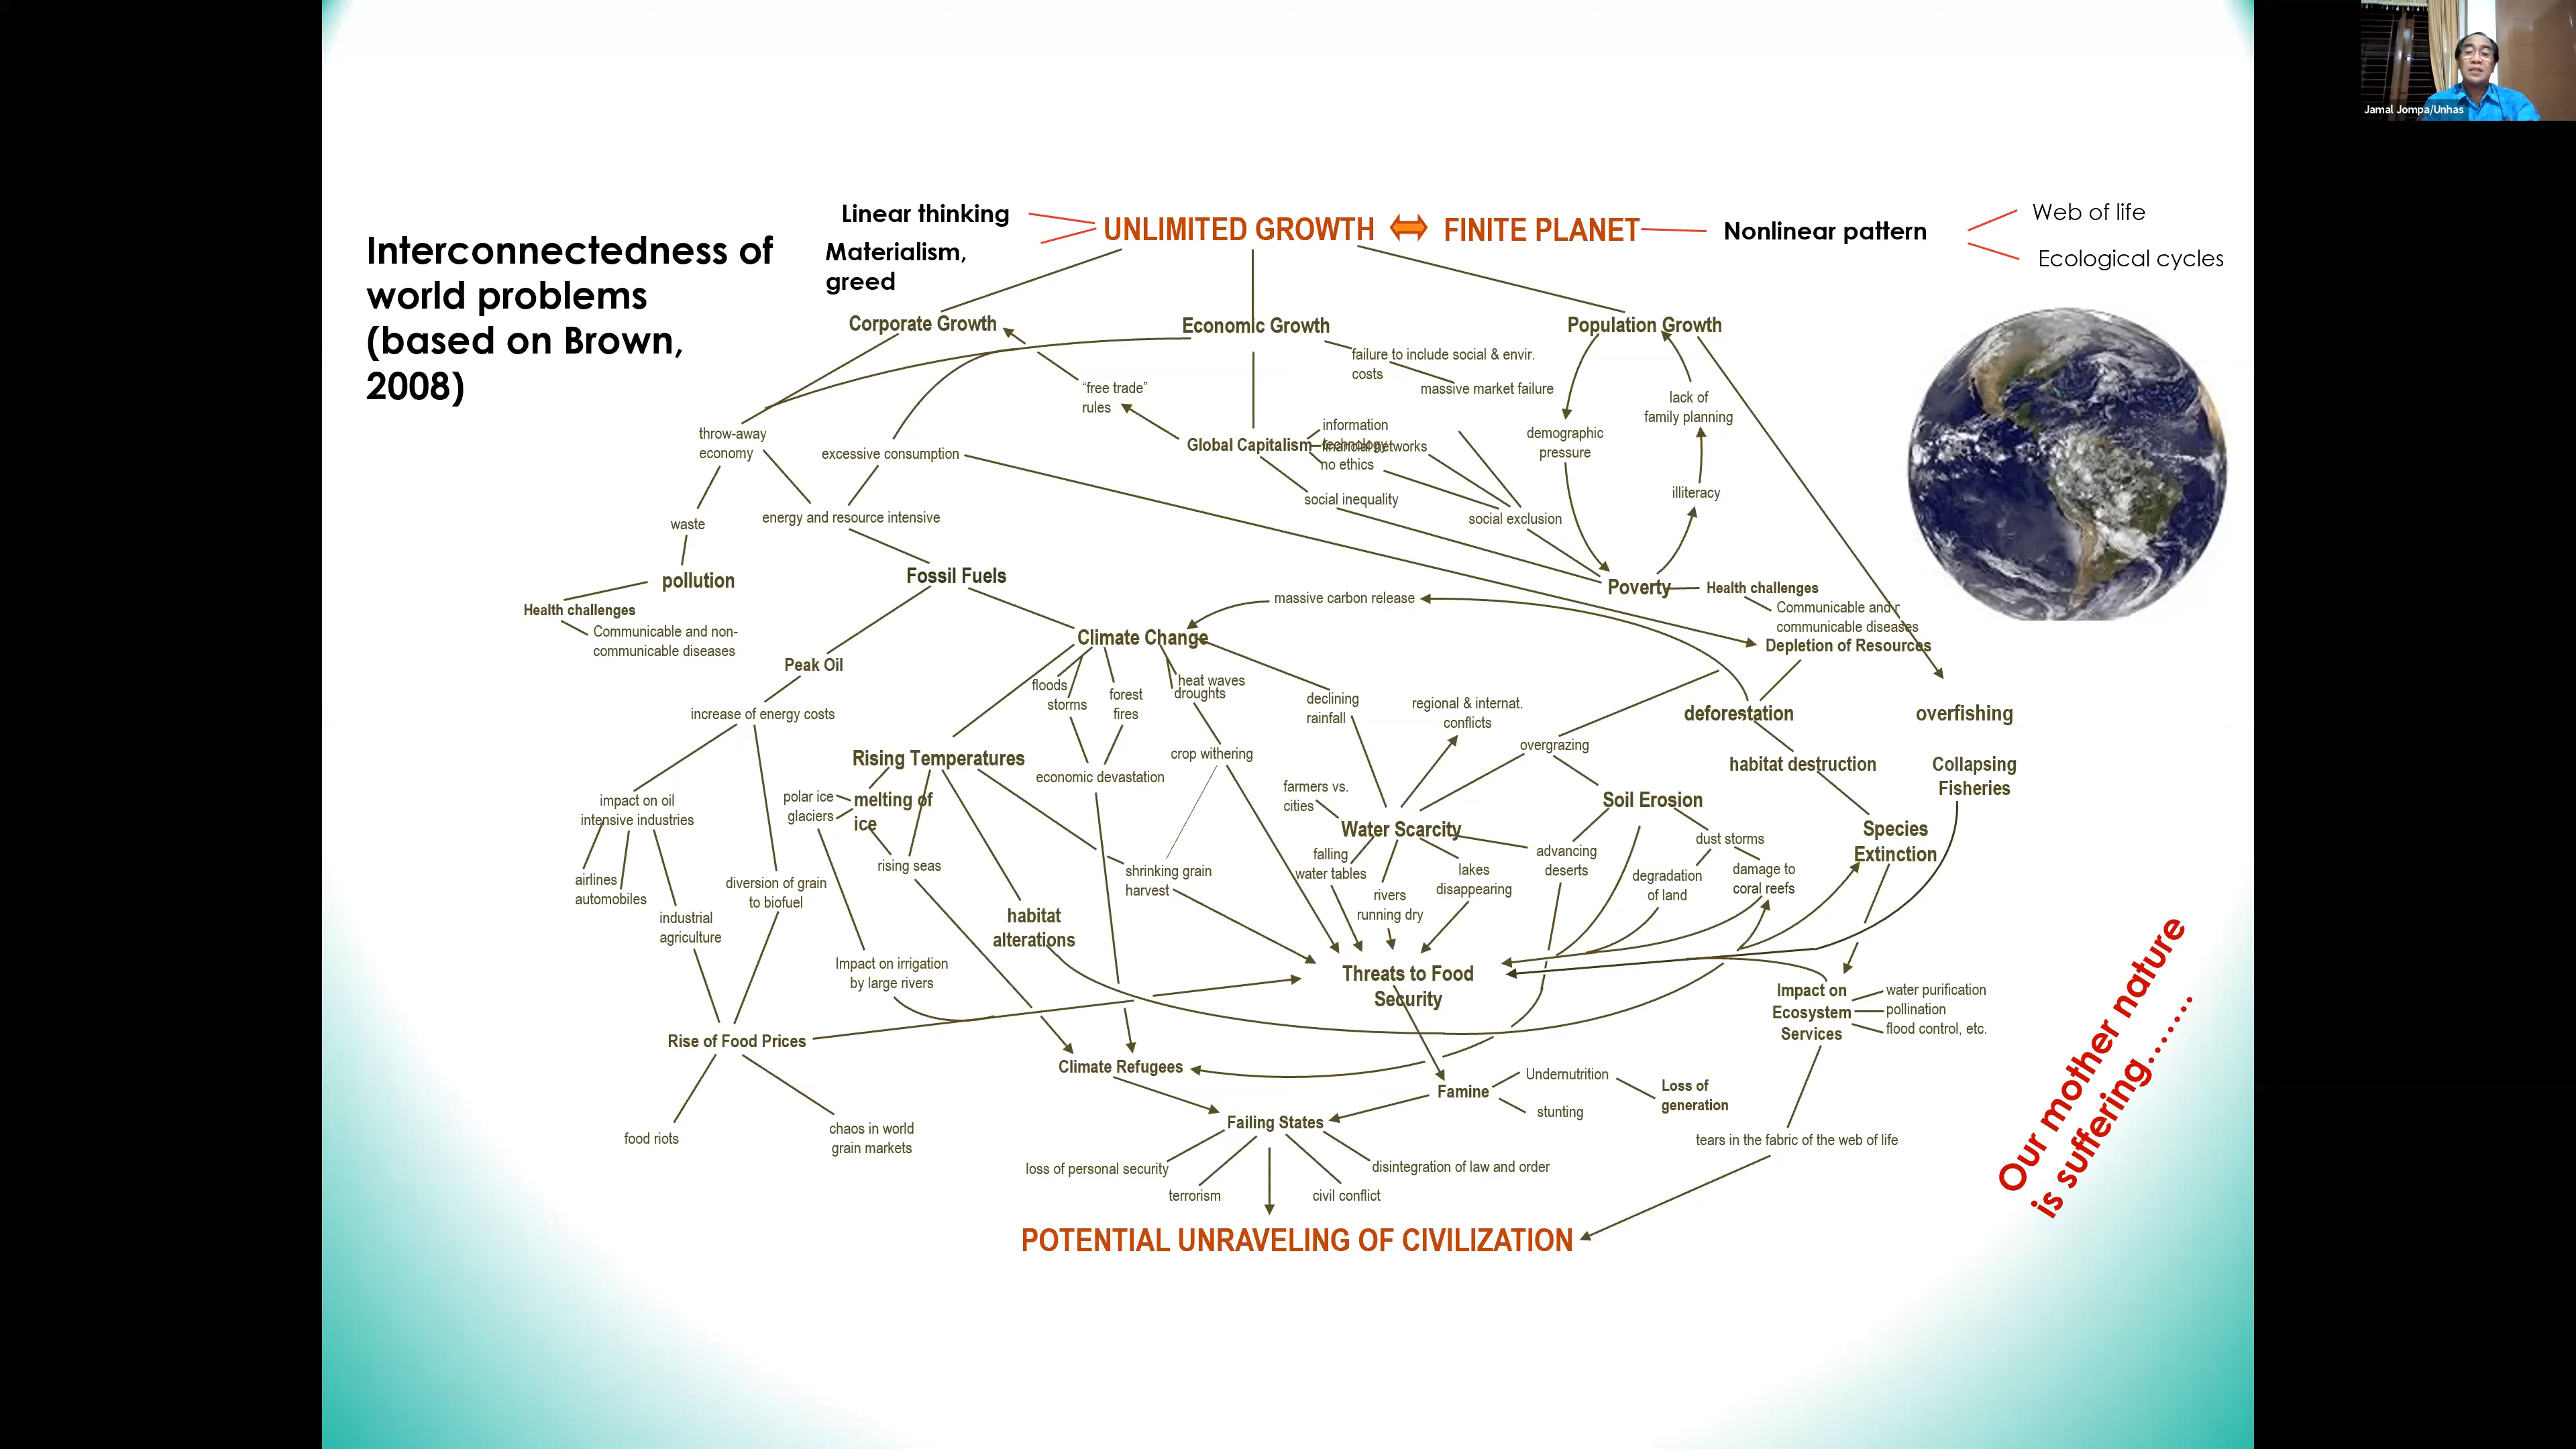 Jamal Jompa/Unhas
Interconnectedness of
world problems
(based on Brown,
2008)
Linear thinking
Materialism,
greed
UNLIMITED GROWTH
FINITE PLANET
Nonlinear pattern
Web of life
Ecological cycles
Corporate Growth
Economic Growth
Population Growth
failure to include social & envir.
costs
massive market failure
"free trade"
rules
lack of
family planning
throw-away
economy
excessive consumption
Global Capitalism
information
technology
financial networks
no ethics
demographic
pressure
social inequality
illiteracy
waste
energy and resource intensive
social exclusion
pollution
Fossil Fuels
Poverty
Health challenges
Communicable and
communicable diseases
Health challenges
Communicable and non-
communicable diseases
massive carbon release
Climate Change
Depletion of Resources
Peak Oil
floods
storms
forest
fires
heat waves
droughts
declining
rainfall
regional & internat.
conflicts
deforestation
overfishing
increase of energy costs
Rising Temperatures
economic devastation
crop withering
overgrazing
habitat destruction
Collapsing
Fisheries
impact on oil
intensive industries
polar ice
glaciers
melting of
ice
farmers vs.
cities
Water Scarcity
Soil Erosion
Species
Extinction
rising seas
shrinking grain
harvest
falling
water tables
rivers
running dry
lakes
disappearing
advancing
deserts
dust storms
degradation
of land
damage to
coral reefs
airlines
automobiles
industrial
agriculture
diversion of grain
to biofuel
habitat
alterations
Impact on irrigation
by large rivers
Threats to Food
Security
Impact on
Ecosystem
Services
water purification
pollination
flood control, etc.
Rise of Food Prices
Climate Refugees
Famine
Undernutrition
stunting
Loss of
generation
food riots
chaos in world
grain markets
Failing States
loss of personal security
terrorism
civil conflict
disintegration of law and order
tears in the fabric of the web of life
POTENTIAL UNRAVELING OF CIVILIZATION
Our mother nature
is suffering.......